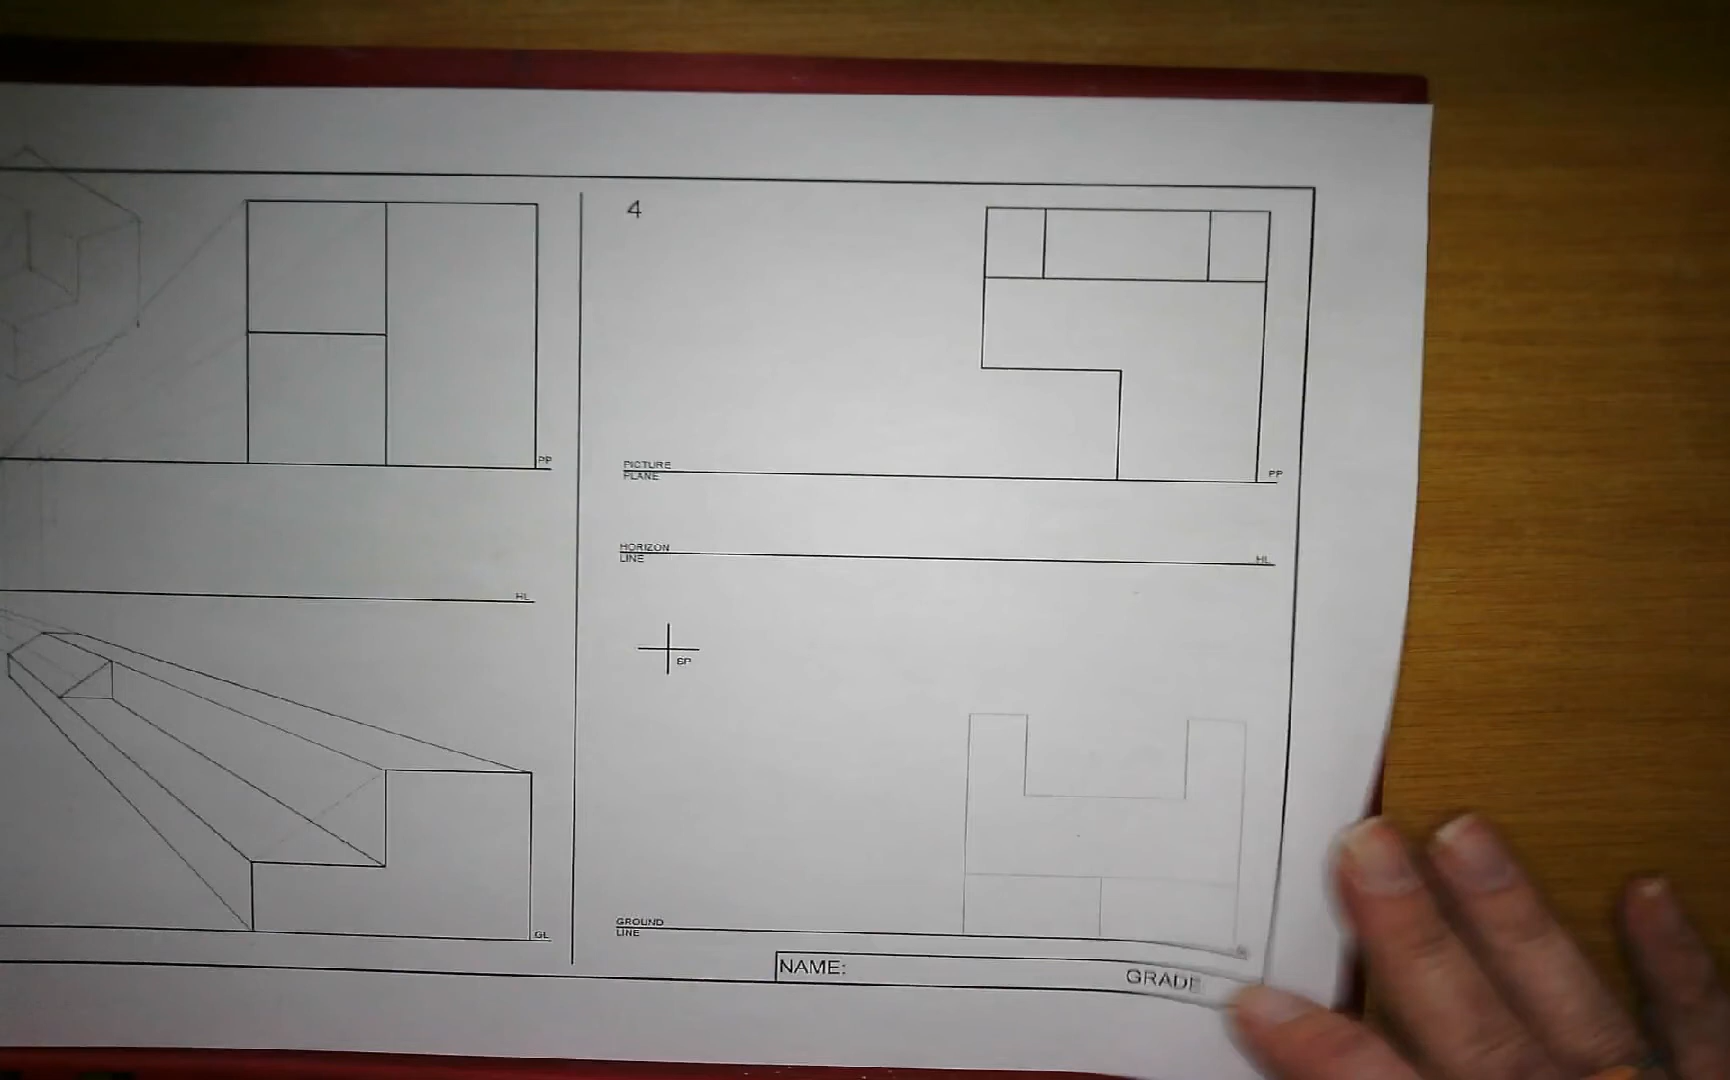 4
PP
PICTURE
PLANE
PP
HORIZON
LINE
HL
HL
SP
GROUND
LINE
GL
NAME:
GRADE